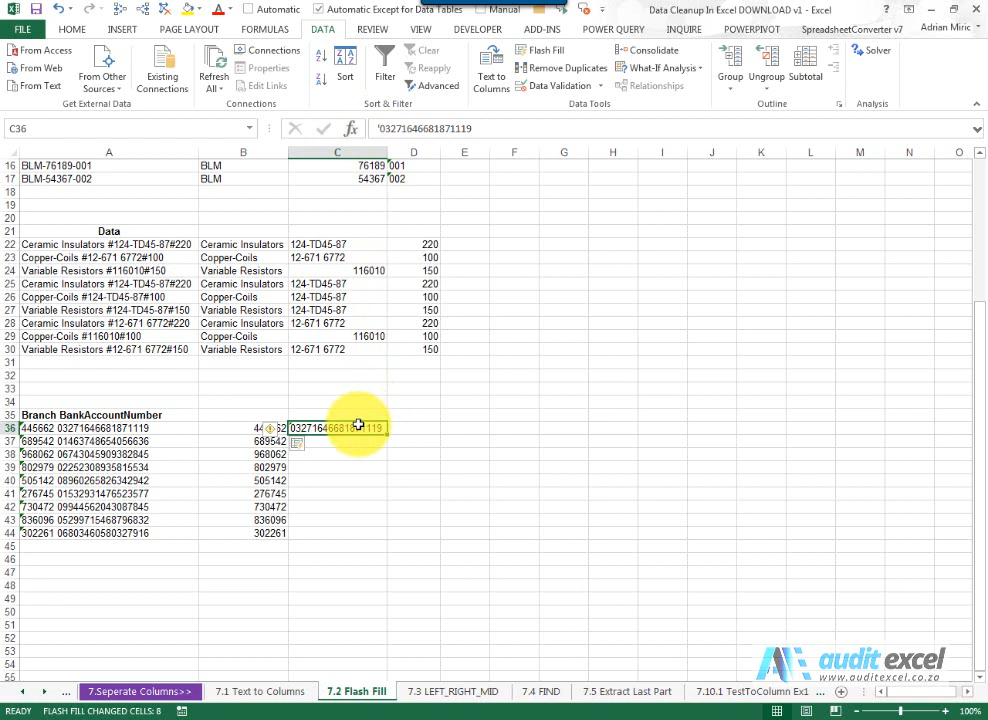 Automatic Automatic Except for Data Tables Manual Data Cleanup In Excel DOWNLOAD v1 - Excel
FILE HOME INSERT PAGE LAYOUT FORMULAS DATA REVIEW VIEW DEVELOPER ADD-INS POWER QUERY INQUIRE POWERPIVOT SpreadsheetConverter v7 Adrian Miric
From Access
From Web
From Text
From Other Sources
Get External Data
Existing Connections
Refresh All
Connections
Properties
Edit Links
Connections
Sort
Filter
Clear
Reapply
Advanced
Sort & Filter
Text to Columns
Flash Fill
Remove Duplicates
Data Validation
Consolidate
What-If Analysis
Relationships
Data Tools
Group
Ungroup
Subtotal
Outline
Solver
Analysis
C36 fx '03271646681871119
A B C D E F G H I J K L M N O
16 BLM-76189-001 BLM 76189 001
17 BLM-54367-002 BLM 54367 002
18
19
20
21 Data
22 Ceramic Insulators #124-TD45-87#220 Ceramic Insulators 124-TD45-87 220
23 Copper-Coils #12-671 6772#100 Copper-Coils 12-671 6772 100
24 Variable Resistors #116010#150 Variable Resistors 116010 150
25 Ceramic Insulators #124-TD45-87#220 Ceramic Insulators 124-TD45-87 220
26 Copper-Coils #124-TD45-87#100 Copper-Coils 124-TD45-87 100
27 Variable Resistors #124-TD45-87#150 Variable Resistors 124-TD45-87 150
28 Ceramic Insulators #12-671 6772#220 Ceramic Insulators 12-671 6772 220
29 Copper-Coils #116010#100 Copper-Coils 116010 100
30 Variable Resistors #12-671 6772#150 Variable Resistors 12-671 6772 150
31
32
33
34
35 Branch BankAccountNumber
36 445662 03271646681871119 03271646681871119
37 689542 01463748654056636 689542
38 968062 06743045909382845 968062
39 802979 02252308935815534 802979
40 505142 08960265826342942 505142
41 276745 01532931476523577 276745
42 730472 09944562043087845 730472
43 836096 05299715468796832 836096
44 302261 06803460580327916 302261
45
46
47
48
49
50
51
52
53
54
55
audit excel
www.auditexcel.co.za
... 7.Seperate Columns>> 7.1 Text to Columns 7.2 Flash Fill 7.3 LEFT_RIGHT_MID 7.4 FIND 7.5 Extract Last Part 7.10.1 TestToColumn Ex1 ...
READY FLASH FILL CHANGED CELLS: 8 100%